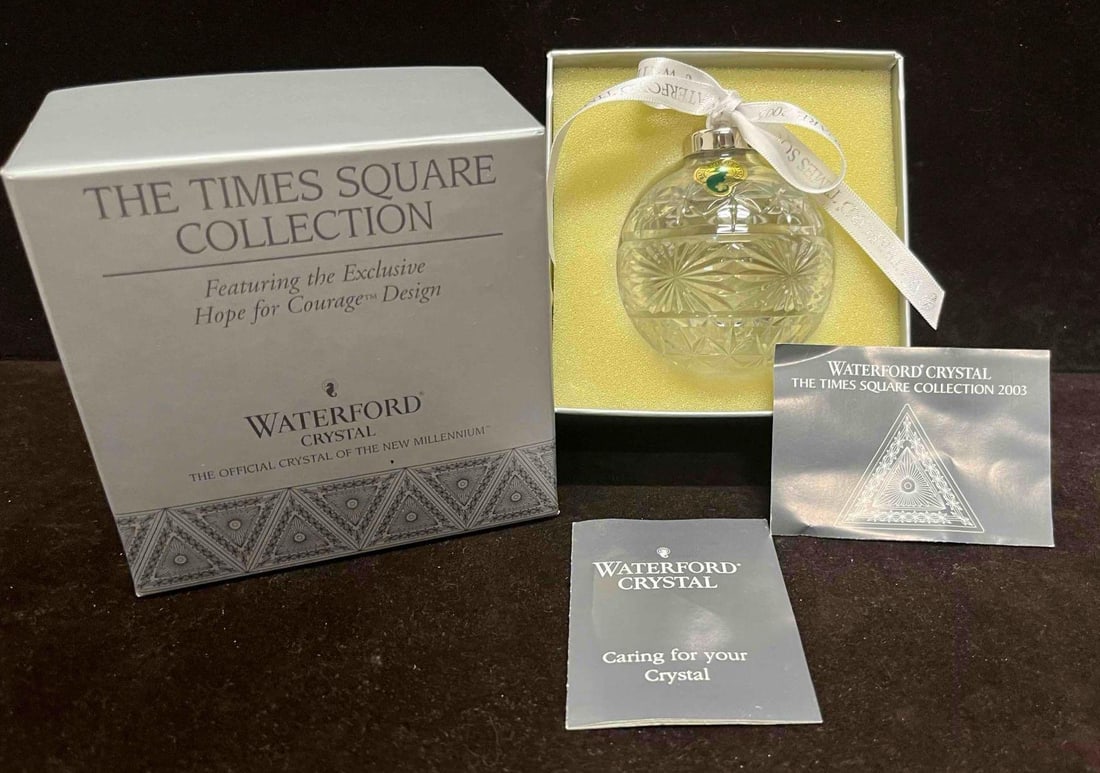 THE TIMES SQUARE
COLLECTION
Featuring the Exclusive
Hope for Courage™ Design
WATERFORD®
CRYSTAL
THE OFFICIAL CRYSTAL OF THE NEW MILLENNIUM™
WATERFORD® CRYSTAL
THE TIMES SQUARE COLLECTION 2003
WATERFORD®
CRYSTAL
Caring for your
Crystal